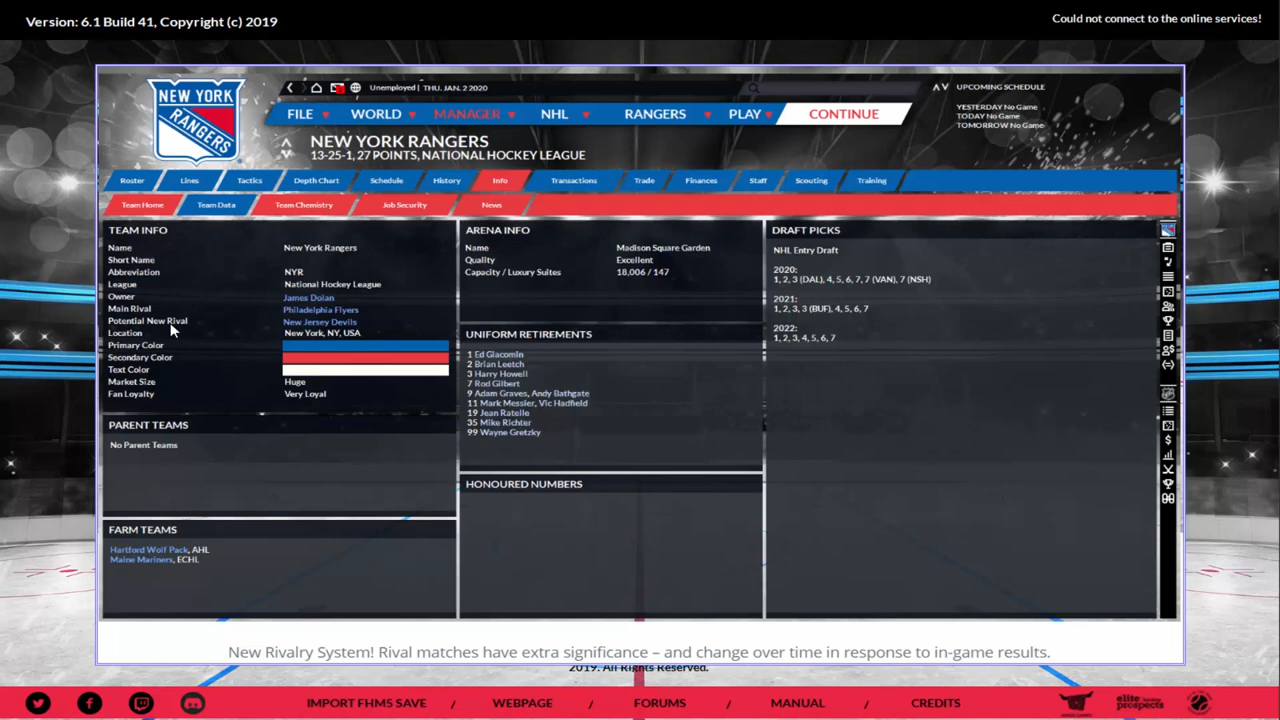 Version: 6.1 Build 41, Copyright (c) 2019
Could not connect to the online services!
NEW YORK
RANGERS
Unemployed | THU. JAN. 2 2020
UPCOMING SCHEDULE
YESTERDAY No Game
TODAY No Game
TOMORROW No Game
FILE WORLD MANAGER NHL RANGERS PLAY CONTINUE
NEW YORK RANGERS
13-25-1, 27 POINTS, NATIONAL HOCKEY LEAGUE
Roster Lines Tactics Depth Chart Schedule History Info Transactions Trade Finances Staff Scouting Training
Team Home Team Data Team Chemistry Job Security News
TEAM INFO
Name New York Rangers
Short Name
Abbreviation NYR
League National Hockey League
Owner James Dolan
Main Rival Philadelphia Flyers
Potential New Rival New Jersey Devils
Location New York, NY, USA
Primary Color
Secondary Color
Text Color
Market Size Huge
Fan Loyalty Very Loyal
PARENT TEAMS
No Parent Teams
FARM TEAMS
Hartford Wolf Pack, AHL
Maine Mariners, ECHL
ARENA INFO
Name Madison Square Garden
Quality Excellent
Capacity / Luxury Suites 18,006 / 147
UNIFORM RETIREMENTS
1 Ed Giacomin
2 Brian Leetch
3 Harry Howell
7 Rod Gilbert
9 Adam Graves, Andy Bathgate
11 Mark Messier, Vic Hadfield
19 Jean Ratelle
35 Mike Richter
99 Wayne Gretzky
HONOURED NUMBERS
DRAFT PICKS
NHL Entry Draft
2020:
1, 2, 3 (DAL), 4, 5, 6, 7, 7 (VAN), 7 (NSH)
2021:
1, 2, 3, 3 (BUF), 4, 5, 6, 7
2022:
1, 2, 3, 4, 5, 6, 7
New Rivalry System! Rival matches have extra significance – and change over time in response to in-game results.
2019. All Rights Reserved.
IMPORT FHM5 SAVE / WEBPAGE / FORUMS / MANUAL / CREDITS
elite
prospects